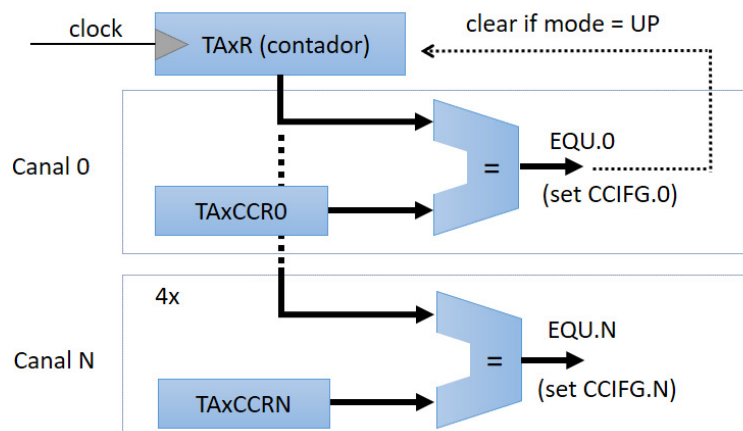 clock
TAxR (contador)
clear if mode = UP
Canal 0
TAxCCR0
=
EQU.0
(set CCIFG.0)
4x
Canal N
TAxCCRN
=
EQU.N
(set CCIFG.N)